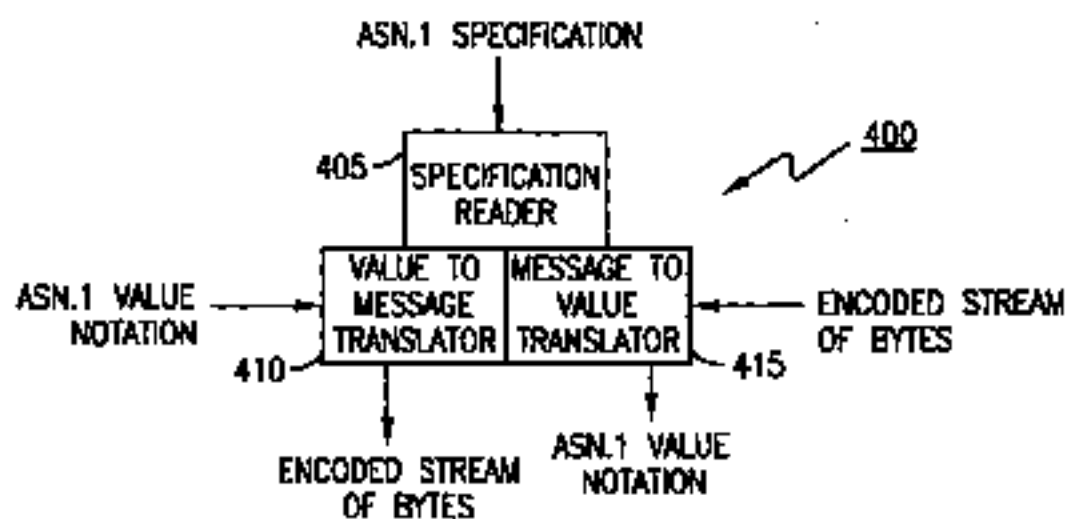 ASN.1 SPECIFICATION
400
405
SPECIFICATION
READER
ASN.1 VALUE
NOTATION
VALUE TO
MESSAGE
TRANSLATOR
MESSAGE TO
VALUE
TRANSLATOR
ENCODED STREAM
OF BYTES
410
415
ENCODED STREAM
OF BYTES
ASN.1 VALUE
NOTATION